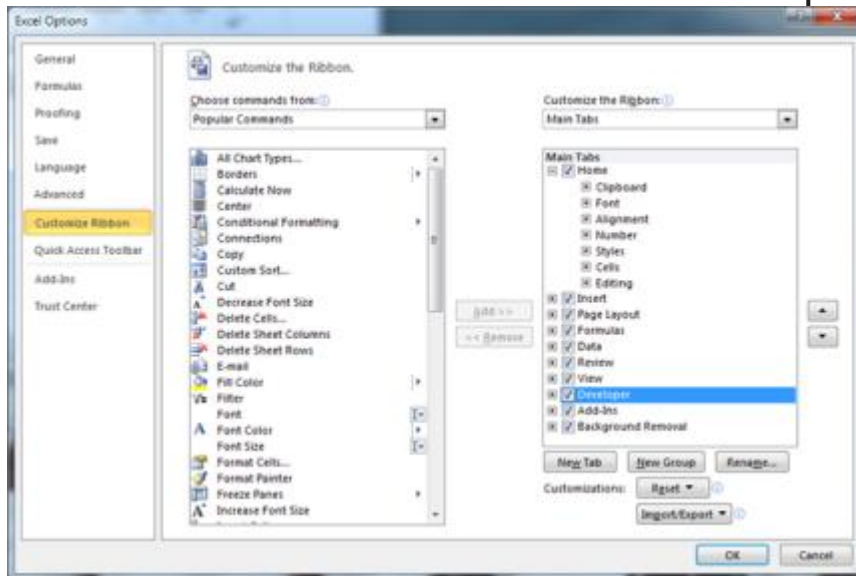 Excel Options
General
Formulas
Proofing
Save
Language
Advanced
Customize Ribbon
Quick Access Toolbar
Add-Ins
Trust Center
Customize the Ribbon.
Choose commands from:
Popular Commands
All Chart Types...
Borders
Calculate Now
Center
Conditional Formatting
Connections
Copy
Custom Sort...
Cut
Decrease Font Size
Delete Cells...
Delete Sheet Columns
Delete Sheet Rows
E-mail
Fill Color
Filter
Font
Font Color
Font Size
Format Cells...
Format Painter
Freeze Panes
Increase Font Size
Add >>
<< Remove
Customize the Ribbon:
Main Tabs
Main Tabs
Home
Clipboard
Font
Alignment
Number
Styles
Cells
Editing
Insert
Page Layout
Formulas
Data
Review
View
Developer
Add-Ins
Background Removal
New Tab
New Group
Rename...
Customizations:
Reset
Import/Export
OK
Cancel